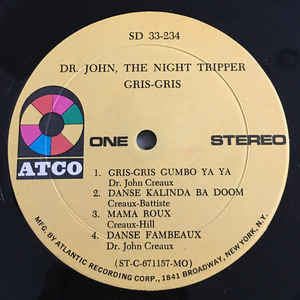 SD 33-234
DR. JOHN, THE NIGHT TRIPPER
GRIS-GRIS
ATCO
ONE
STEREO
1. GRIS-GRIS GUMBO YA YA
Dr. John Creaux
2. DANSE KALINDA BA DOOM
Creaux-Battiste
3. MAMA ROUX
Creaux-Hill
4. DANSE FAMBEAUX
Dr. John Creaux
(ST-C-671157-MO)
MFG. BY ATLANTIC RECORDING CORP., 1841 BROADWAY, NEW YORK, N.Y.